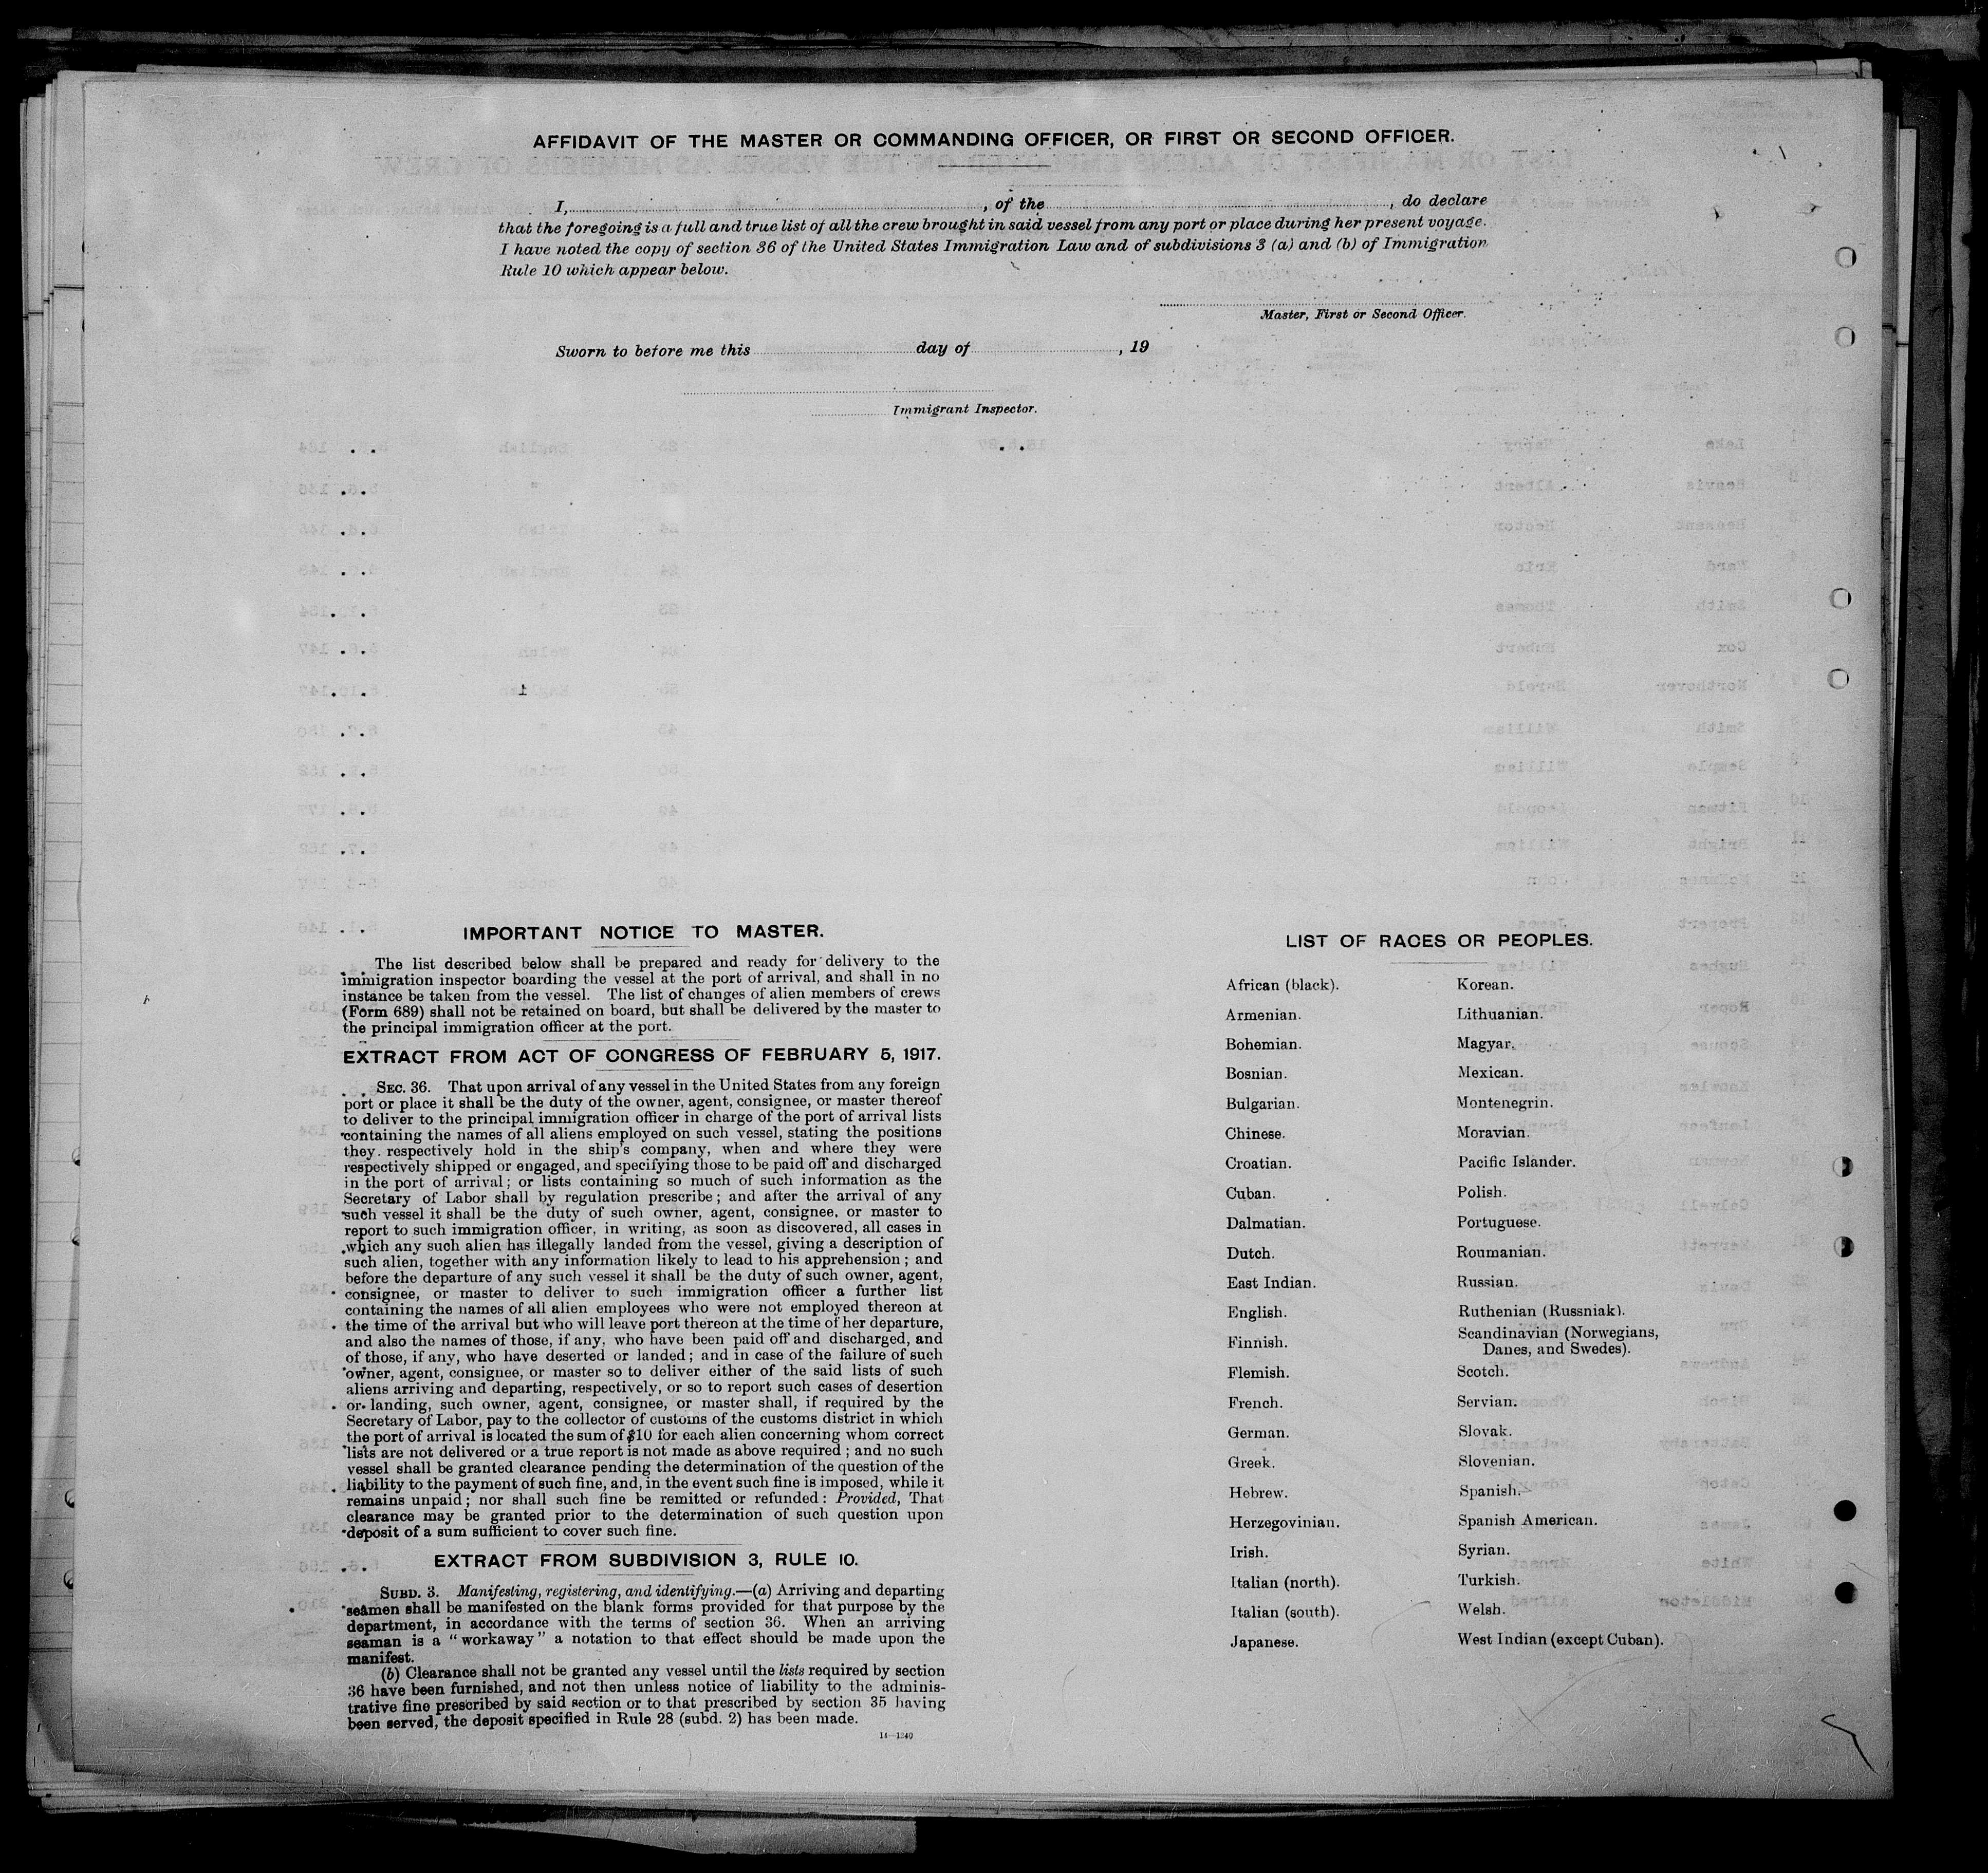 AFFIDAVIT OF THE MASTER OR COMMANDING OFFICER, OR FIRST OR SECOND OFFICER.
I, , of the , do declare
that the foregoing is a full and true list of all the crew brought in said vessel from any port or place during her present voyage.
I have noted the copy of section 36 of the United States Immigration Law and of subdivisions 3 (a) and (b) of Immigration
Rule 10 which appear below.
Master, First or Second Officer.
Sworn to before me this day of , 19
Immigrant Inspector.
IMPORTANT NOTICE TO MASTER.
The list described below shall be prepared and ready for delivery to the
immigration inspector boarding the vessel at the port of arrival, and shall in no
instance be taken from the vessel. The list of changes of alien members of crews
(Form 689) shall not be retained on board, but shall be delivered by the master to
the principal immigration officer at the port.
EXTRACT FROM ACT OF CONGRESS OF FEBRUARY 5, 1917.
SEC. 36. That upon arrival of any vessel in the United States from any foreign
port or place it shall be the duty of the owner, agent, consignee, or master thereof
to deliver to the principal immigration officer in charge of the port of arrival lists
containing the names of all aliens employed on such vessel, stating the positions
they respectively hold in the ship's company, when and where they were
respectively shipped or engaged, and specifying those to be paid off and discharged
in the port of arrival; or lists containing so much of such information as the
Secretary of Labor shall by regulation prescribe; and after the arrival of any
such vessel it shall be the duty of such owner, agent, consignee, or master to
report to such immigration officer, in writing, as soon as discovered, all cases in
which any such alien has illegally landed from the vessel, giving a description of
such alien, together with any information likely to lead to his apprehension; and
before the departure of any such vessel it shall be the duty of such owner, agent,
consignee, or master to deliver to such immigration officer a further list
containing the names of all alien employees who were not employed thereon at
the time of the arrival but who will leave port thereon at the time of her departure,
and also the names of those, if any, who have been paid off and discharged, and
of those, if any, who have deserted or landed; and in case of the failure of such
owner, agent, consignee, or master so to deliver either of the said lists of such
aliens arriving and departing, respectively, or so to report such cases of desertion
or landing, such owner, agent, consignee, or master shall, if required by the
Secretary of Labor, pay to the collector of customs of the customs district in which
the port of arrival is located the sum of $10 for each alien concerning whom correct
lists are not delivered or a true report is not made as above required; and no such
vessel shall be granted clearance pending the determination of the question of the
liability to the payment of such fine, and, in the event such fine is imposed, while it
remains unpaid; nor shall such fine be remitted or refunded: Provided, That
clearance may be granted prior to the determination of such question upon
deposit of a sum sufficient to cover such fine.
EXTRACT FROM SUBDIVISION 3, RULE 10.
SUBD. 3. Manifesting, registering, and identifying.—(a) Arriving and departing
seamen shall be manifested on the blank forms provided for that purpose by the
department, in accordance with the terms of section 36. When an arriving
seaman is a "workaway" a notation to that effect should be made upon the
manifest.
(b) Clearance shall not be granted any vessel until the lists required by section
36 have been furnished, and not then unless notice of liability to the adminis-
trative fine prescribed by said section or to that prescribed by section 35 having
been served, the deposit specified in Rule 28 (subd. 2) has been made.
14—1240
LIST OF RACES OR PEOPLES.
African (black).
Armenian.
Bohemian.
Bosnian.
Bulgarian.
Chinese.
Croatian.
Cuban.
Dalmatian.
Dutch.
East Indian.
English.
Finnish.
Flemish.
French.
German.
Greek.
Hebrew.
Herzegovinian.
Irish.
Italian (north).
Italian (south).
Japanese.
Korean.
Lithuanian.
Magyar.
Mexican.
Montenegrin.
Moravian.
Pacific Islander.
Polish.
Portuguese.
Roumanian.
Russian.
Ruthenian (Russniak).
Scandinavian (Norwegians,
Danes, and Swedes).
Scotch.
Servian.
Slovak.
Slovenian.
Spanish.
Spanish American.
Syrian.
Turkish.
Welsh.
West Indian (except Cuban).